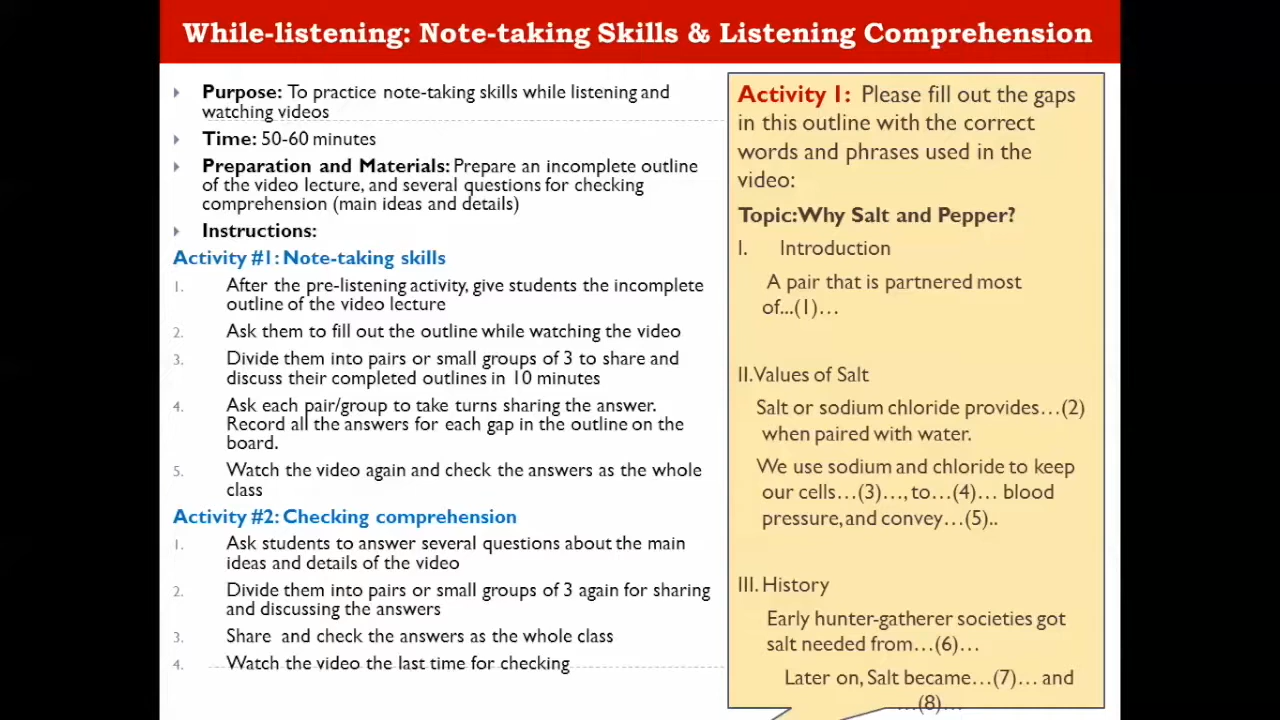 While-listening: Note-taking Skills & Listening Comprehension
Purpose: To practice note-taking skills while listening and
watching videos
Time: 50-60 minutes
Preparation and Materials: Prepare an incomplete outline
of the video lecture, and several questions for checking
comprehension (main ideas and details)
Instructions:
Activity #1: Note-taking skills
1. After the pre-listening activity, give students the incomplete
outline of the video lecture
2. Ask them to fill out the outline while watching the video
3. Divide them into pairs or small groups of 3 to share and
discuss their completed outlines in 10 minutes
4. Ask each pair/group to take turns sharing the answer.
Record all the answers for each gap in the outline on the
board.
5. Watch the video again and check the answers as the whole
class
Activity #2: Checking comprehension
1. Ask students to answer several questions about the main
ideas and details of the video
2. Divide them into pairs or small groups of 3 again for sharing
and discussing the answers
3. Share and check the answers as the whole class
4. Watch the video the last time for checking
Activity 1: Please fill out the gaps
in this outline with the correct
words and phrases used in the
video:
Topic:Why Salt and Pepper?
I. Introduction
A pair that is partnered most
of...(1)…
II.Values of Salt
Salt or sodium chloride provides…(2)
when paired with water.
We use sodium and chloride to keep
our cells…(3)…, to…(4)… blood
pressure, and convey…(5)..
III. History
Early hunter-gatherer societies got
salt needed from…(6)…
Later on, Salt became…(7)… and
…(8)…